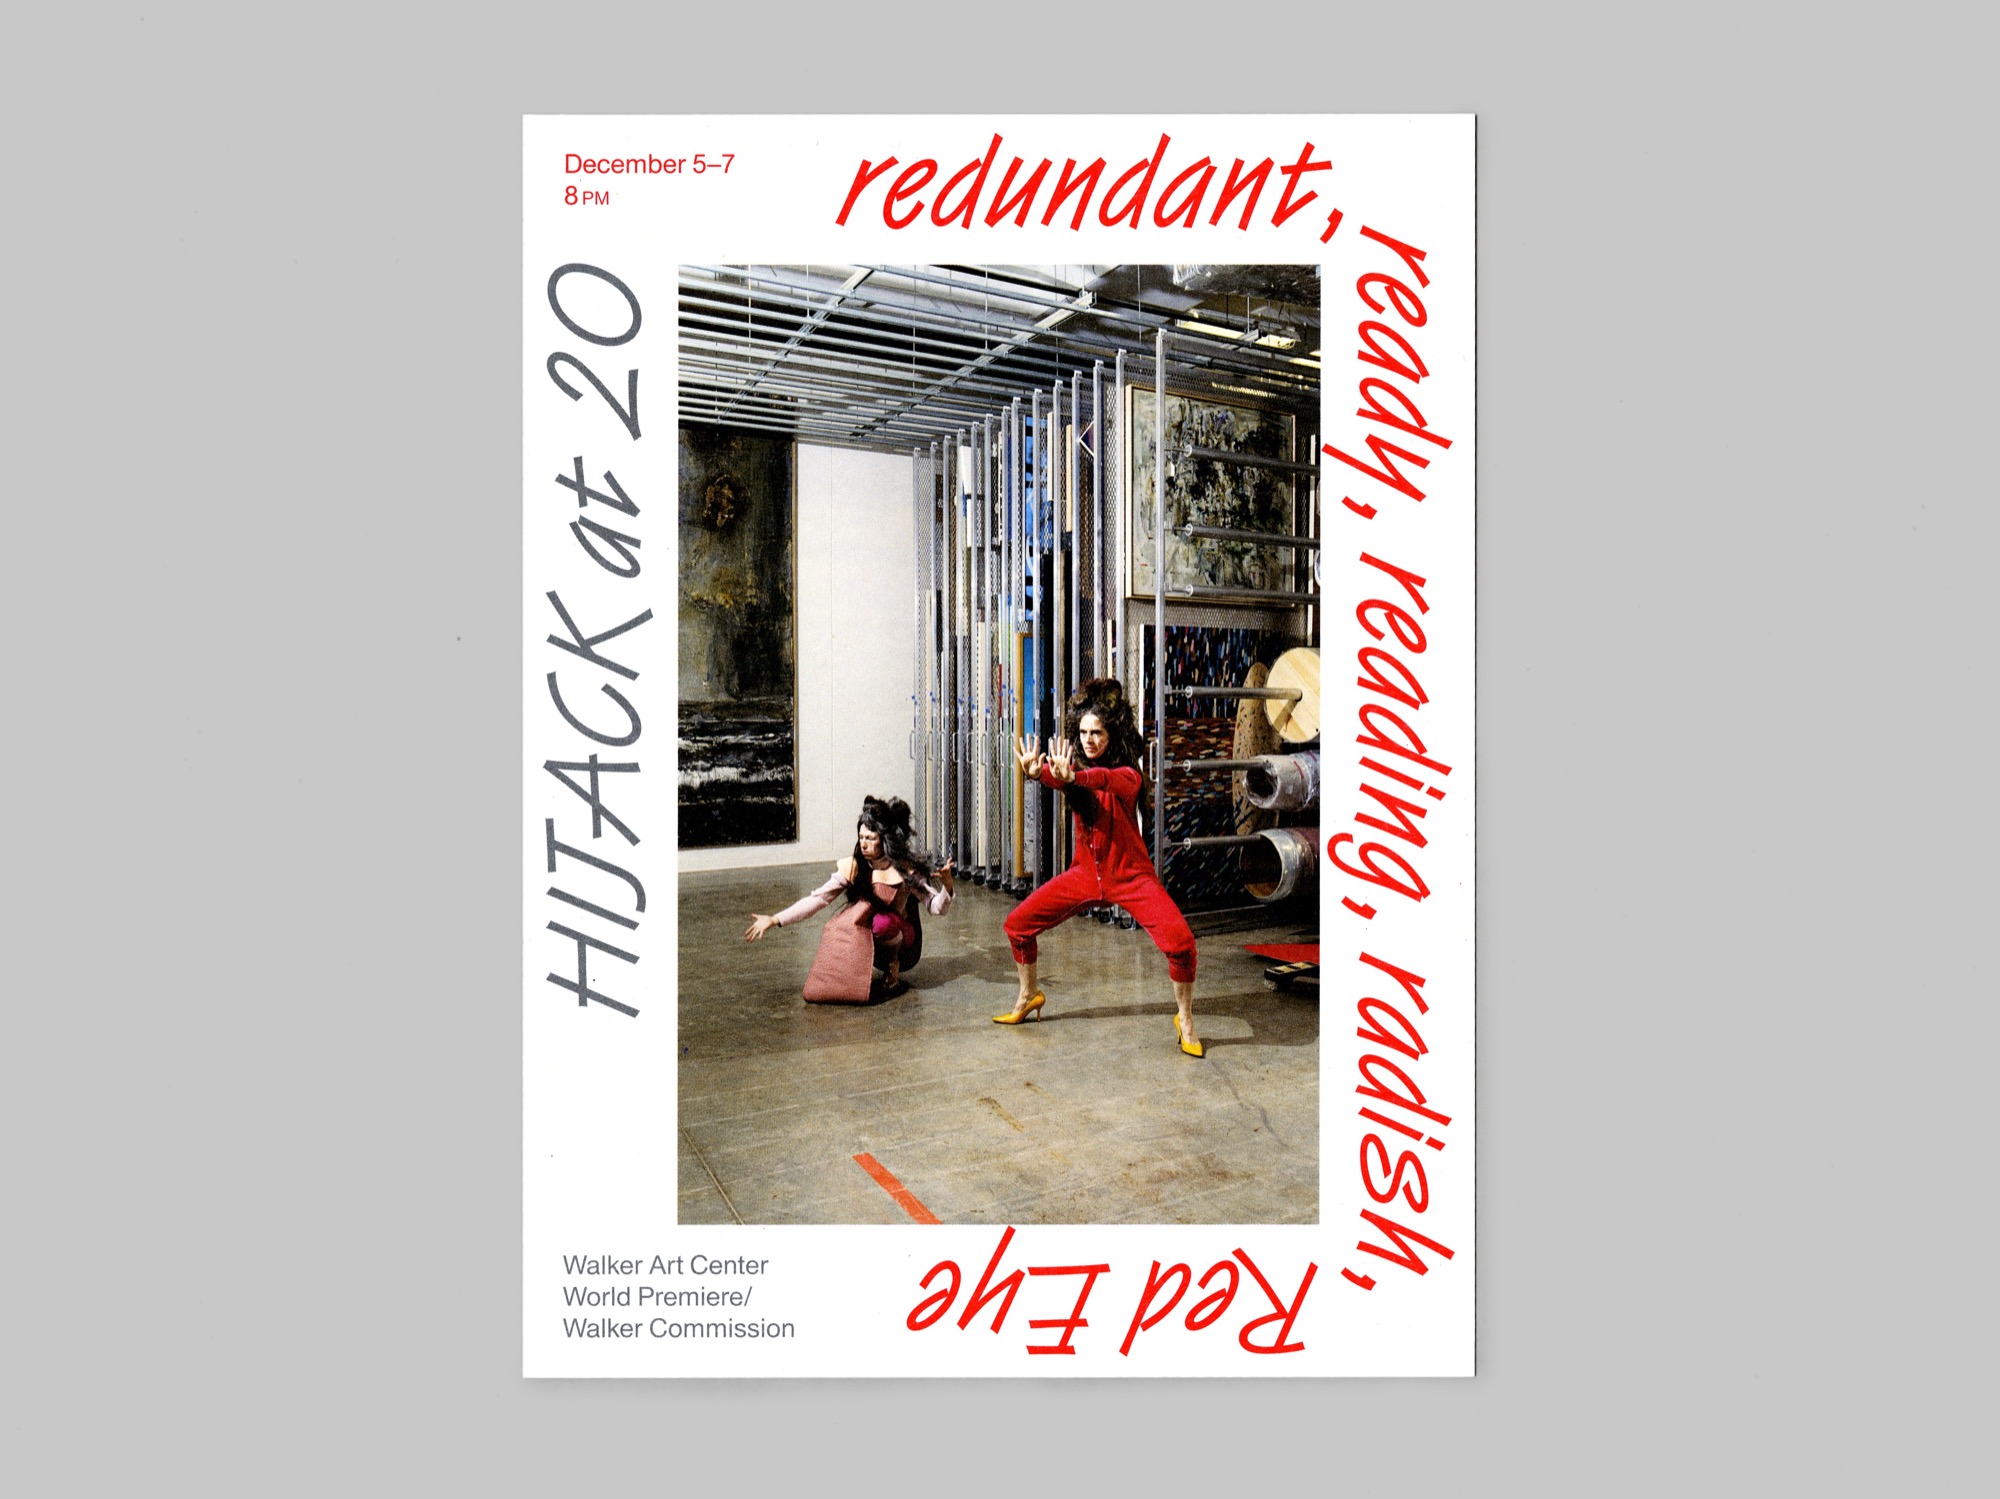 December 5–7
8 PM
redundant,
ready, reading, radish,
Red Eye
HIJACK at 20
Walker Art Center
World Premiere/
Walker Commission